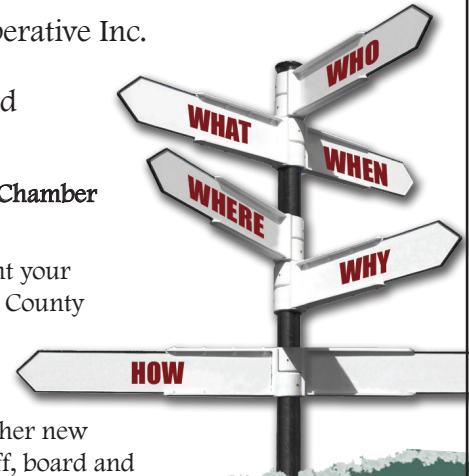 perative Inc.
d
Chamber
nt your
County
her new
ff, board and
WHO
WHAT
WHEN
WHERE
WHY
HOW